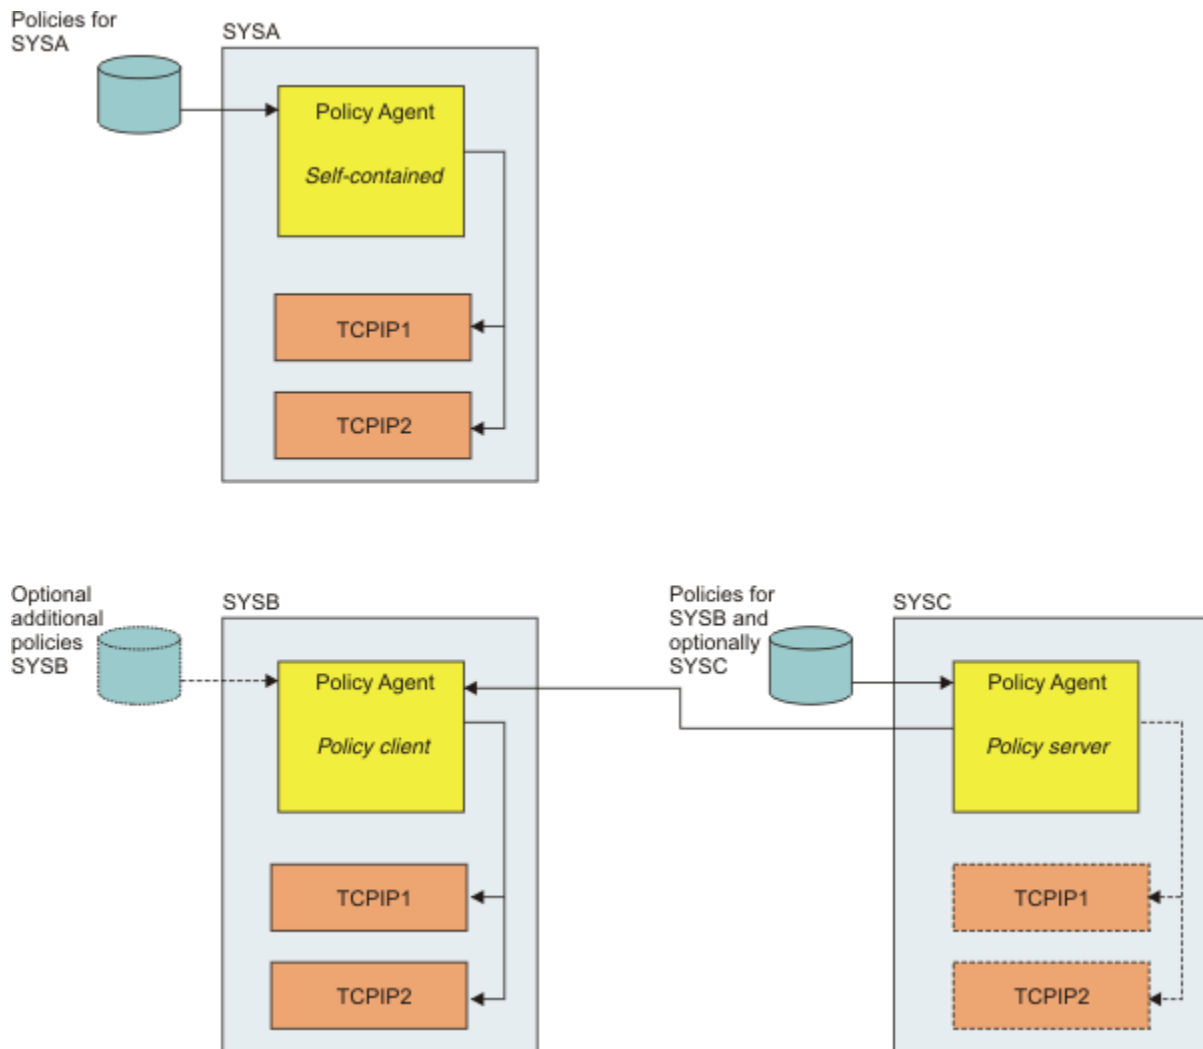 Policies for
SYSA
SYSA
Policy Agent
Self-contained
TCPIP1
TCPIP2
Optional
additional
policies
SYSB
SYSB
Policy Agent
Policy client
TCPIP1
TCPIP2
Policies for
SYSB and
optionally
SYSC
SYSC
Policy Agent
Policy server
TCPIP1
TCPIP2